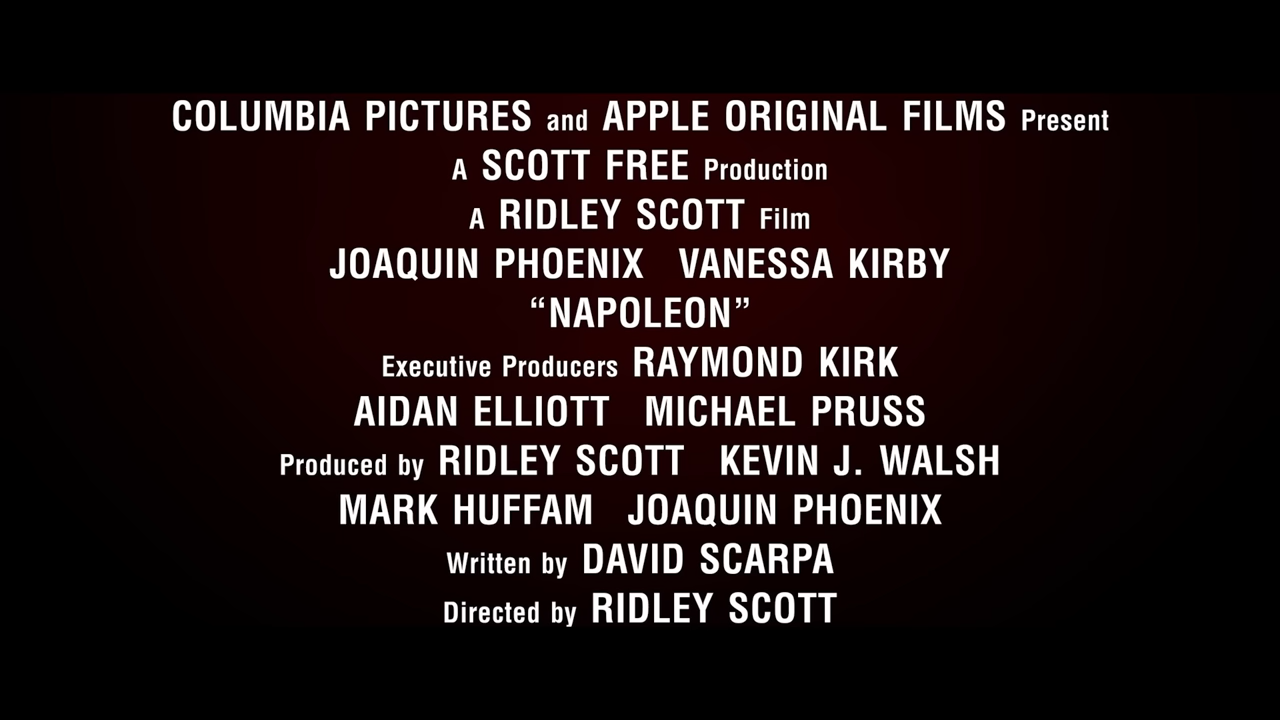 COLUMBIA PICTURES and APPLE ORIGINAL FILMS Present
A SCOTT FREE Production
A RIDLEY SCOTT Film
JOAQUIN PHOENIX VANESSA KIRBY
“NAPOLEON”
Executive Producers RAYMOND KIRK
AIDAN ELLIOTT MICHAEL PRUSS
Produced by RIDLEY SCOTT KEVIN J. WALSH
MARK HUFFAM JOAQUIN PHOENIX
Written by DAVID SCARPA
Directed by RIDLEY SCOTT